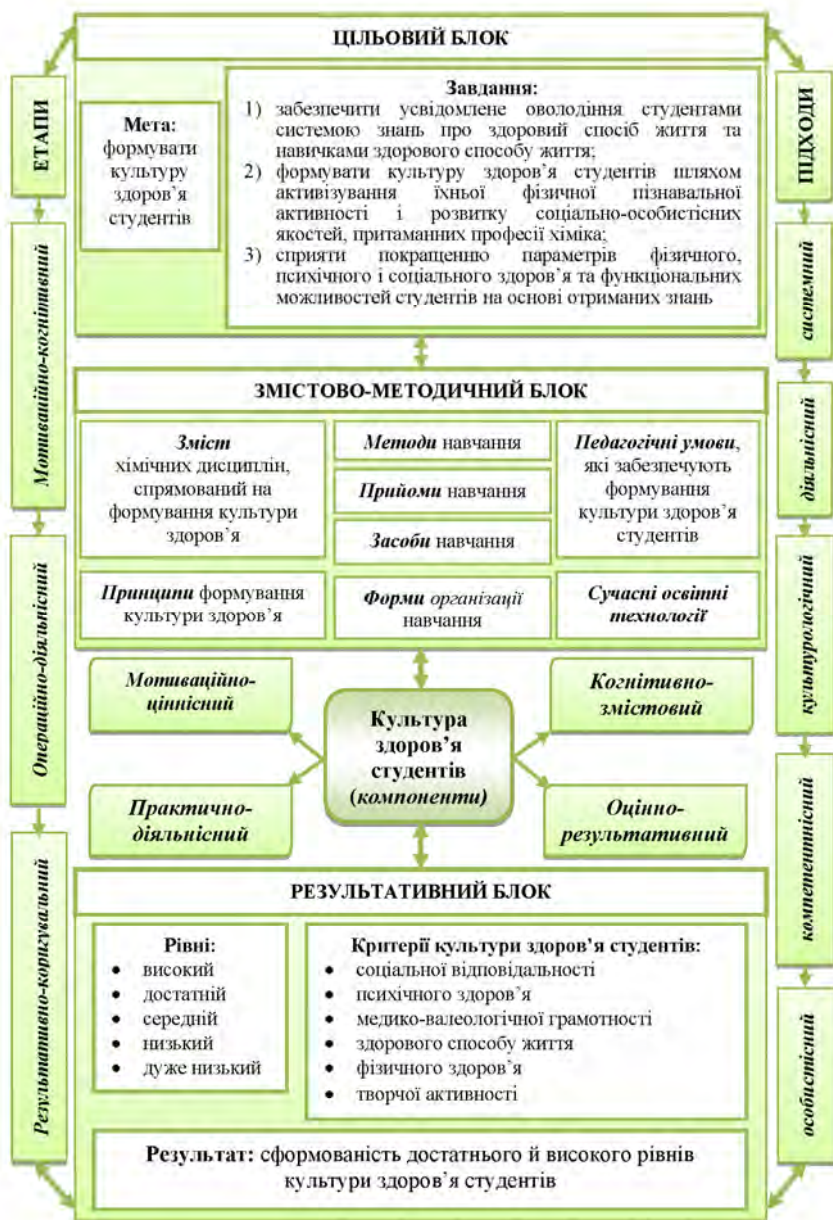 ЦІЛЬОВИЙ БЛОК
ЕТАПИ
Мотиваційно-когнітивний
Операційно-діяльнісний
Результативно-коригувальний
Мета:
формувати
культуру
здоров’я
студентів
Завдання:
1) забезпечити усвідомлене оволодіння студентами
системою знань про здоровий спосіб життя та
навичками здорового способу життя;
2) формувати культуру здоров’я студентів шляхом
активізування їхньої фізичної пізнавальної
активності і розвитку соціально-особистісних
якостей, притаманних професії хіміка;
3) сприяти покращенню параметрів фізичного,
психічного і соціального здоров’я та функціональних
можливостей студентів на основі отриманих знань
ПІДХОДИ
системний
діяльнісний
культурологічний
компетентнісний
особистісний
ЗМІСТОВО-МЕТОДИЧНИЙ БЛОК
Зміст
хімічних дисциплін,
спрямований на
формування культури
здоров’я
Принципи формування
культури здоров’я
Методи навчання
Прийоми навчання
Засоби навчання
Форми організації
навчання
Педагогічні умови,
які забезпечують
формування
культури здоров’я
студентів
Сучасні освітні
технології
Мотиваційно-
ціннісний
Когнітивно-
змістовий
Культура
здоров’я
студентів
(компоненти)
Практично-
діяльнісний
Оцінно-
результативний
РЕЗУЛЬТАТИВНИЙ БЛОК
Рівні:
• високий
• достатній
• середній
• низький
• дуже низький
Критерії культури здоров’я студентів:
• соціальної відповідальності
• психічного здоров’я
• медико-валеологічної грамотності
• здорового способу життя
• фізичного здоров’я
• творчої активності
Результат: сформованість достатнього й високого рівнів
культури здоров’я студентів